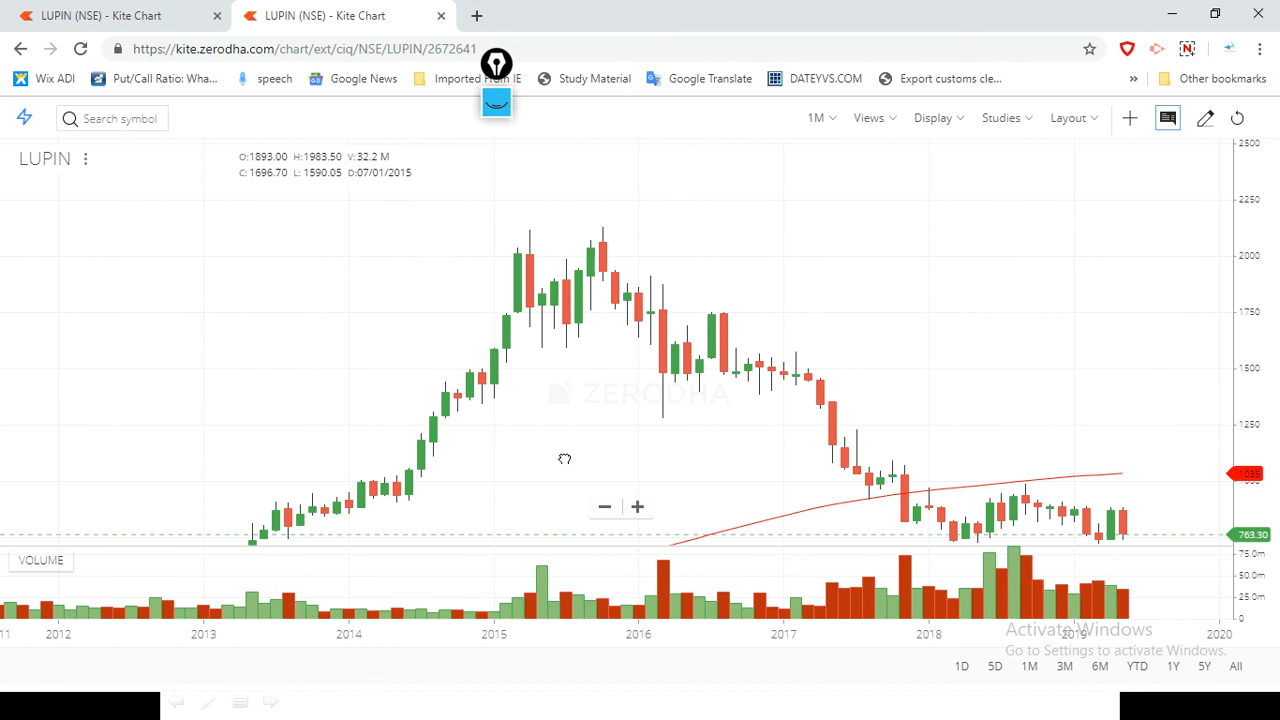 LUPIN (NSE) - Kite Chart
LUPIN (NSE) - Kite Chart
https://kite.zerodha.com/chart/ext/ciq/NSE/LUPIN/2672641
Wix ADI
Put/Call Ratio: Wha...
speech
Google News
Imported From IE
Study Material
Google Translate
DATEYVS.COM
Export customs cle...
»
Other bookmarks
Search symbol
1M
Views
Display
Studies
Layout
LUPIN
O:1893.00 H:1983.50 V:32.2 M
C: 1696.70 L: 1590.05 D:07/01/2015
2500
2250
2000
1750
1500
1250
763.30
ZERODHA
VOLUME
75.0m
50.0m
25.0m
0
11 2012 2013 2014 2015 2016 2017 2018 2019 2020
Activate Windows
Go to Settings to activate Windows.
1D 5D 1M 3M 6M YTD 1Y 5Y All